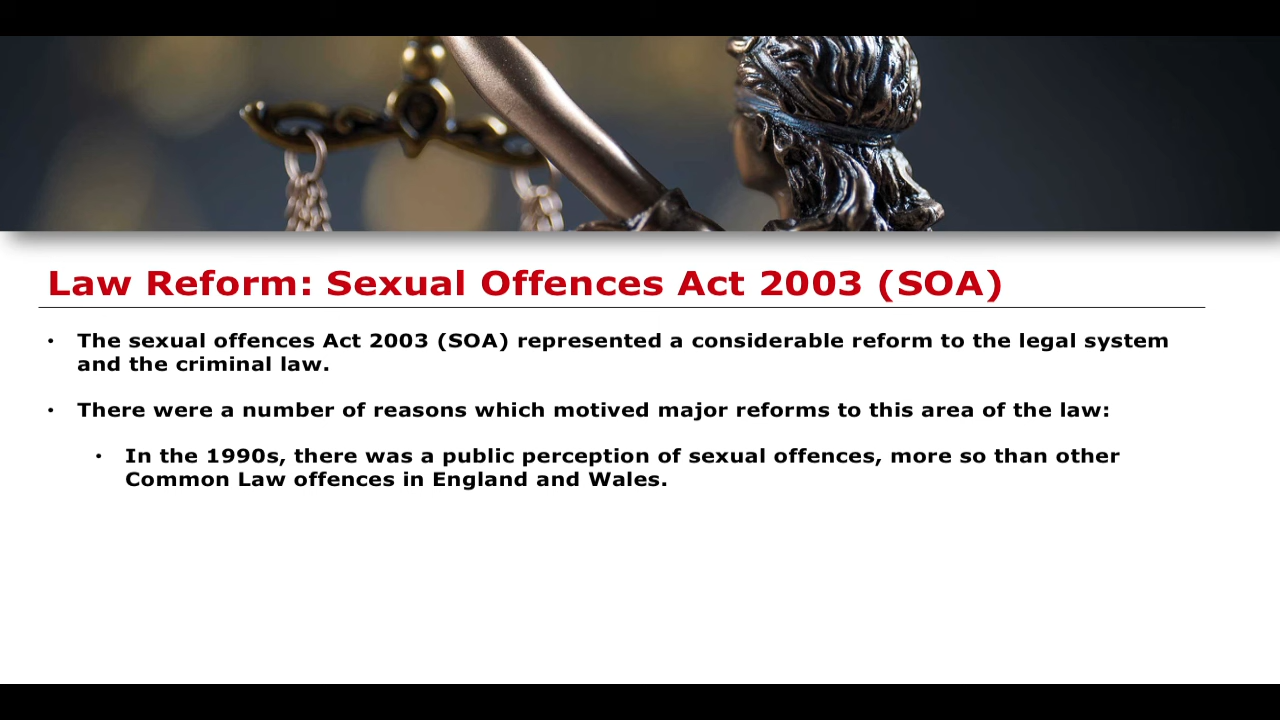 Law Reform: Sexual Offences Act 2003 (SOA)
• The sexual offences Act 2003 (SOA) represented a considerable reform to the legal system
and the criminal law.
• There were a number of reasons which motived major reforms to this area of the law:
• In the 1990s, there was a public perception of sexual offences, more so than other
Common Law offences in England and Wales.